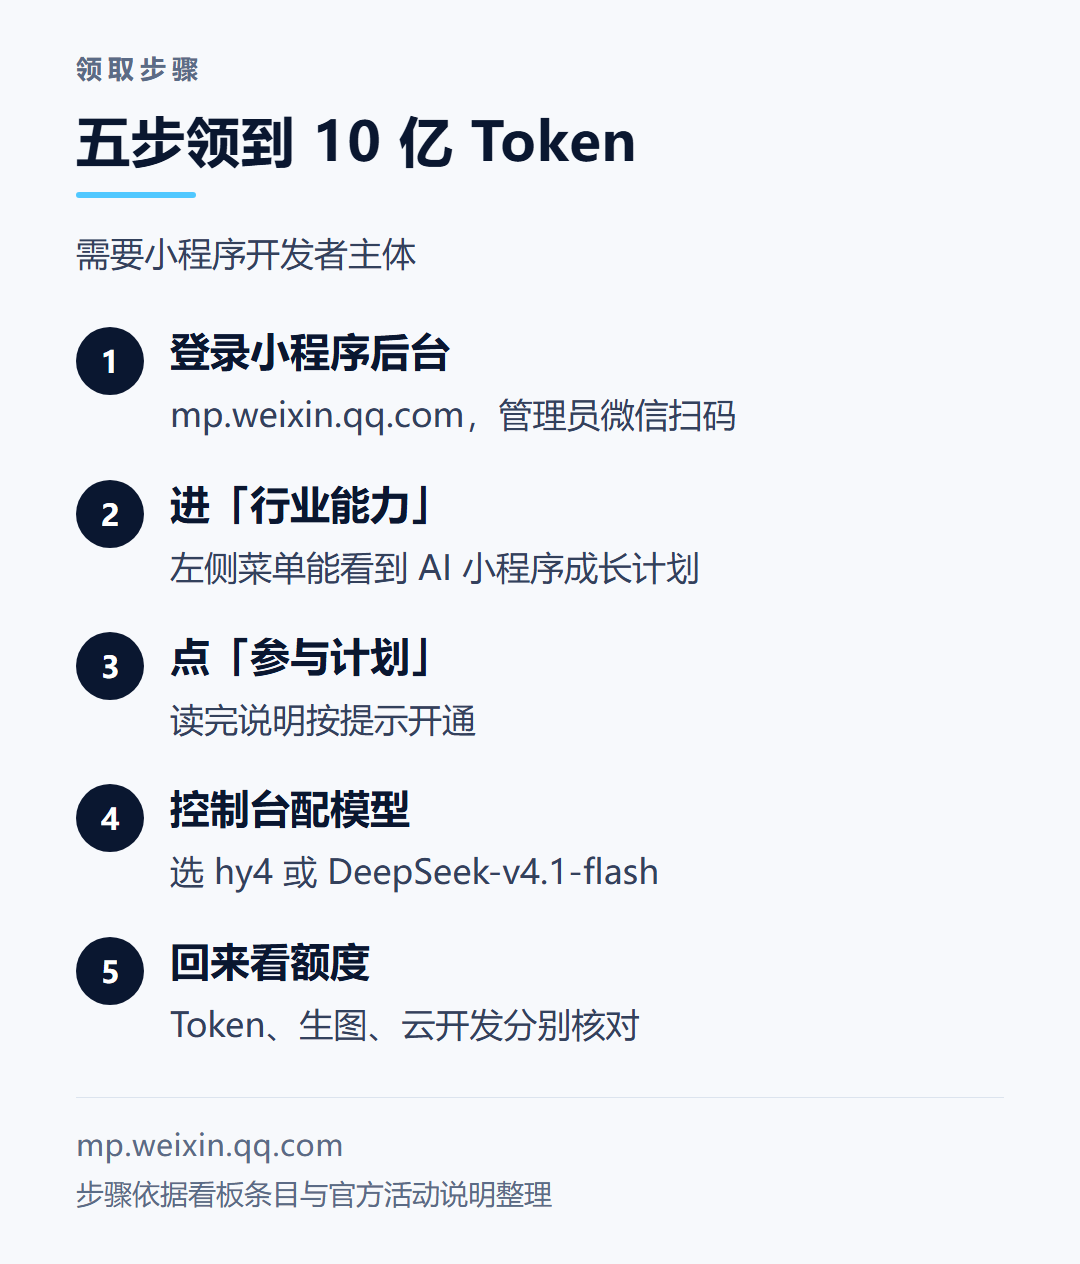 领取步骤
五步领到 10 亿 Token
需要小程序开发者主体
1
登录小程序后台
mp.weixin.qq.com，管理员微信扫码
2
进「行业能力」
左侧菜单能看到 AI 小程序成长计划
3
点「参与计划」
读完说明按提示开通
4
控制台配模型
选 hy4 或 DeepSeek-v4.1-flash
5
回来看额度
Token、生图、云开发分别核对
mp.weixin.qq.com
步骤依据看板条目与官方活动说明整理